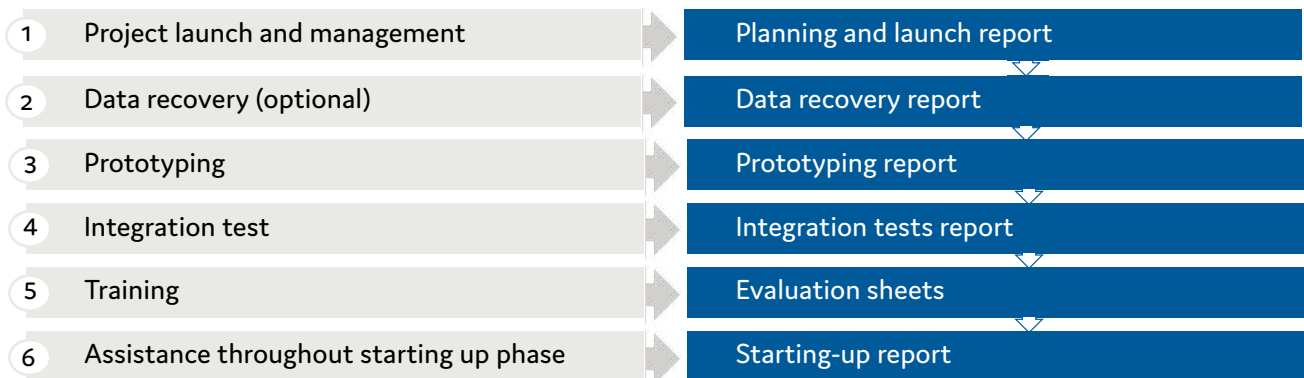 1 Project launch and management Planning and launch report
2 Data recovery (optional) Data recovery report
3 Prototyping Prototyping report
4 Integration test Integration tests report
5 Training Evaluation sheets
6 Assistance throughout starting up phase Starting-up report